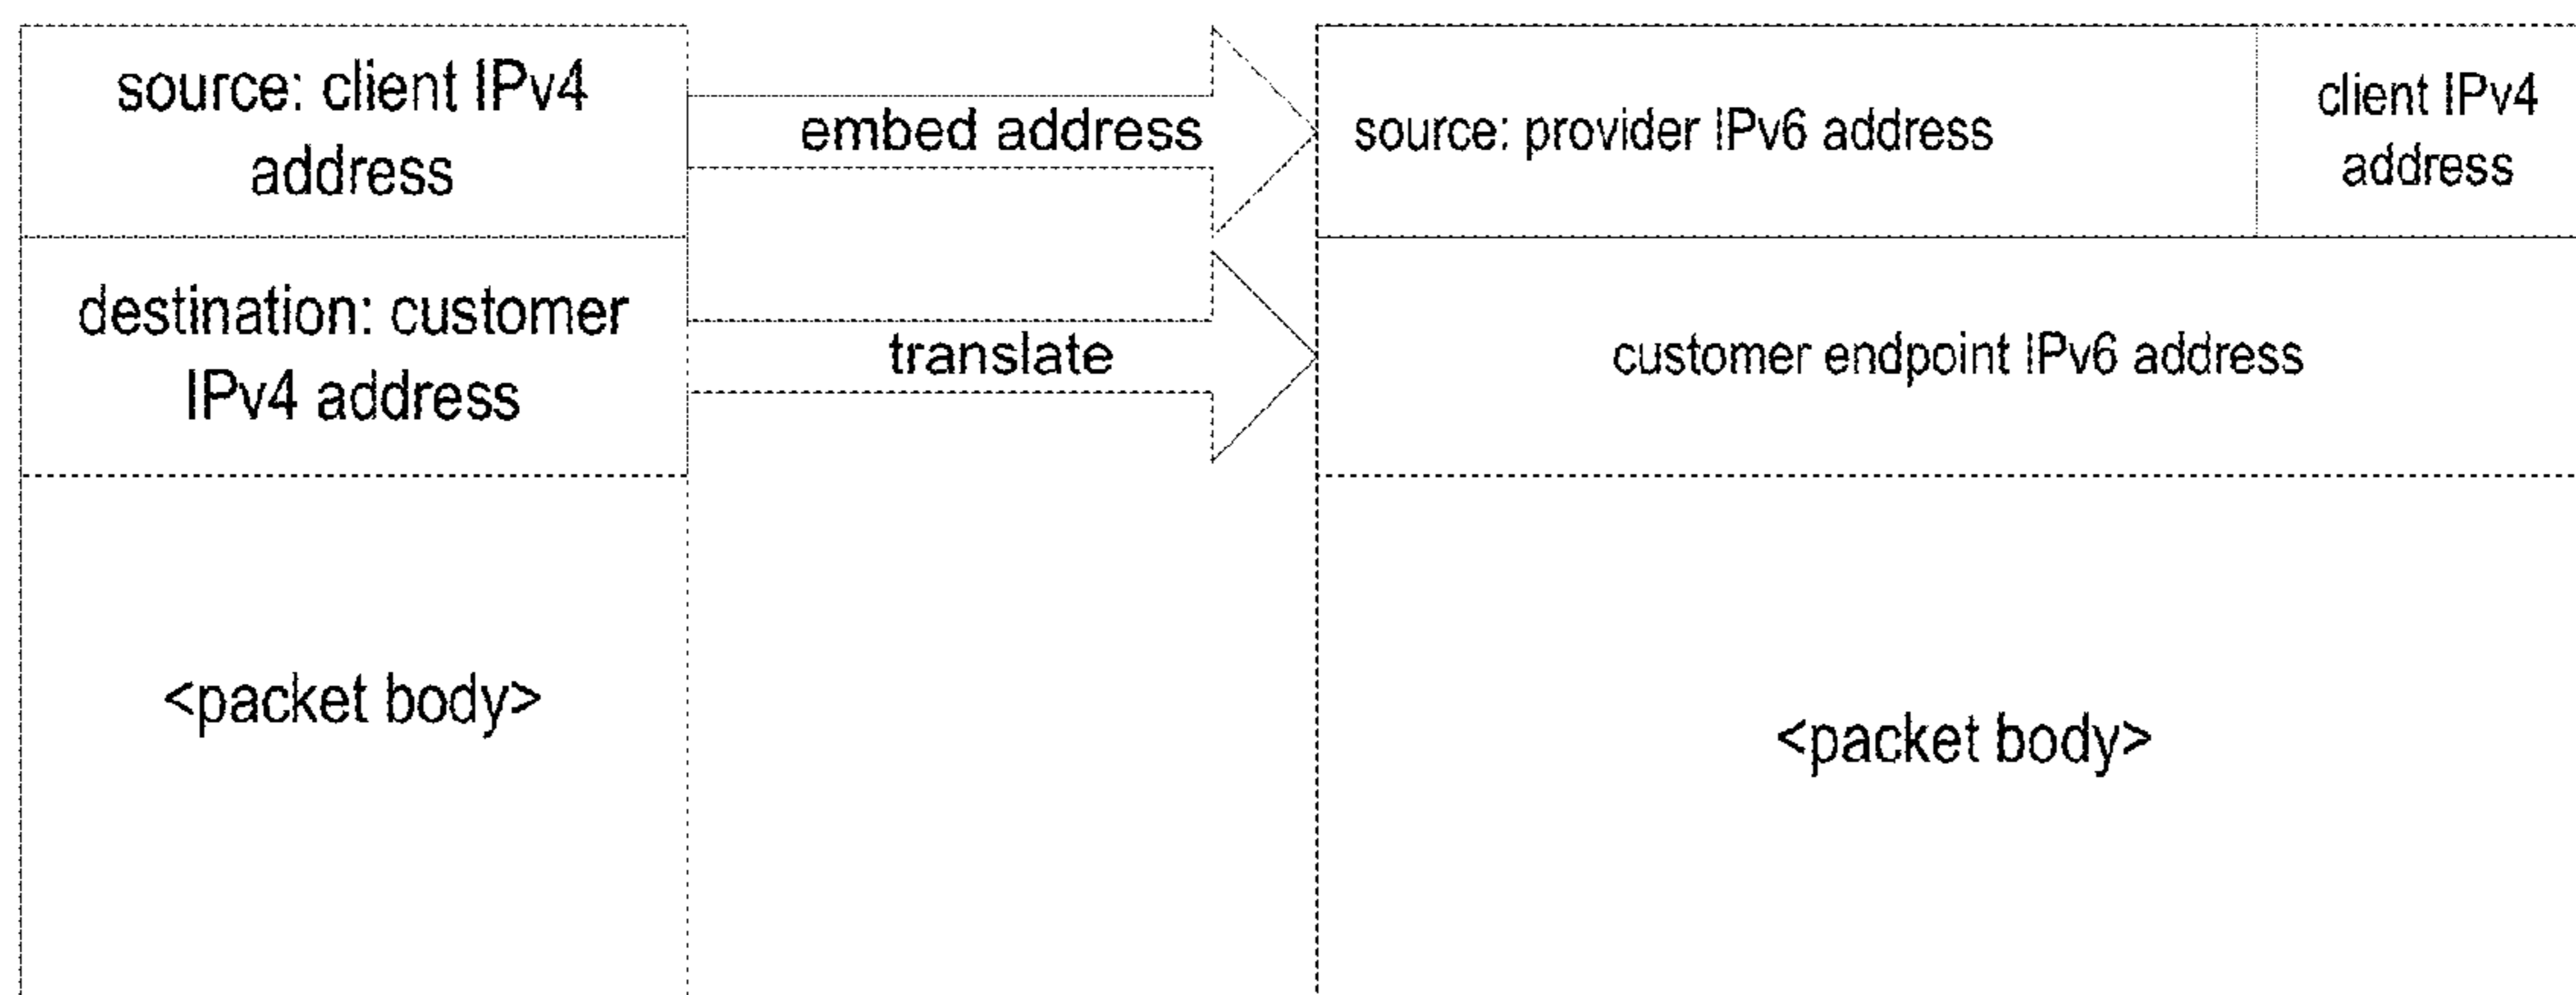 source: client IPv4
address
embed address
source: provider IPv6 address
client IPv4
address
destination: customer
IPv4 address
translate
customer endpoint IPv6 address
<packet body>
<packet body>